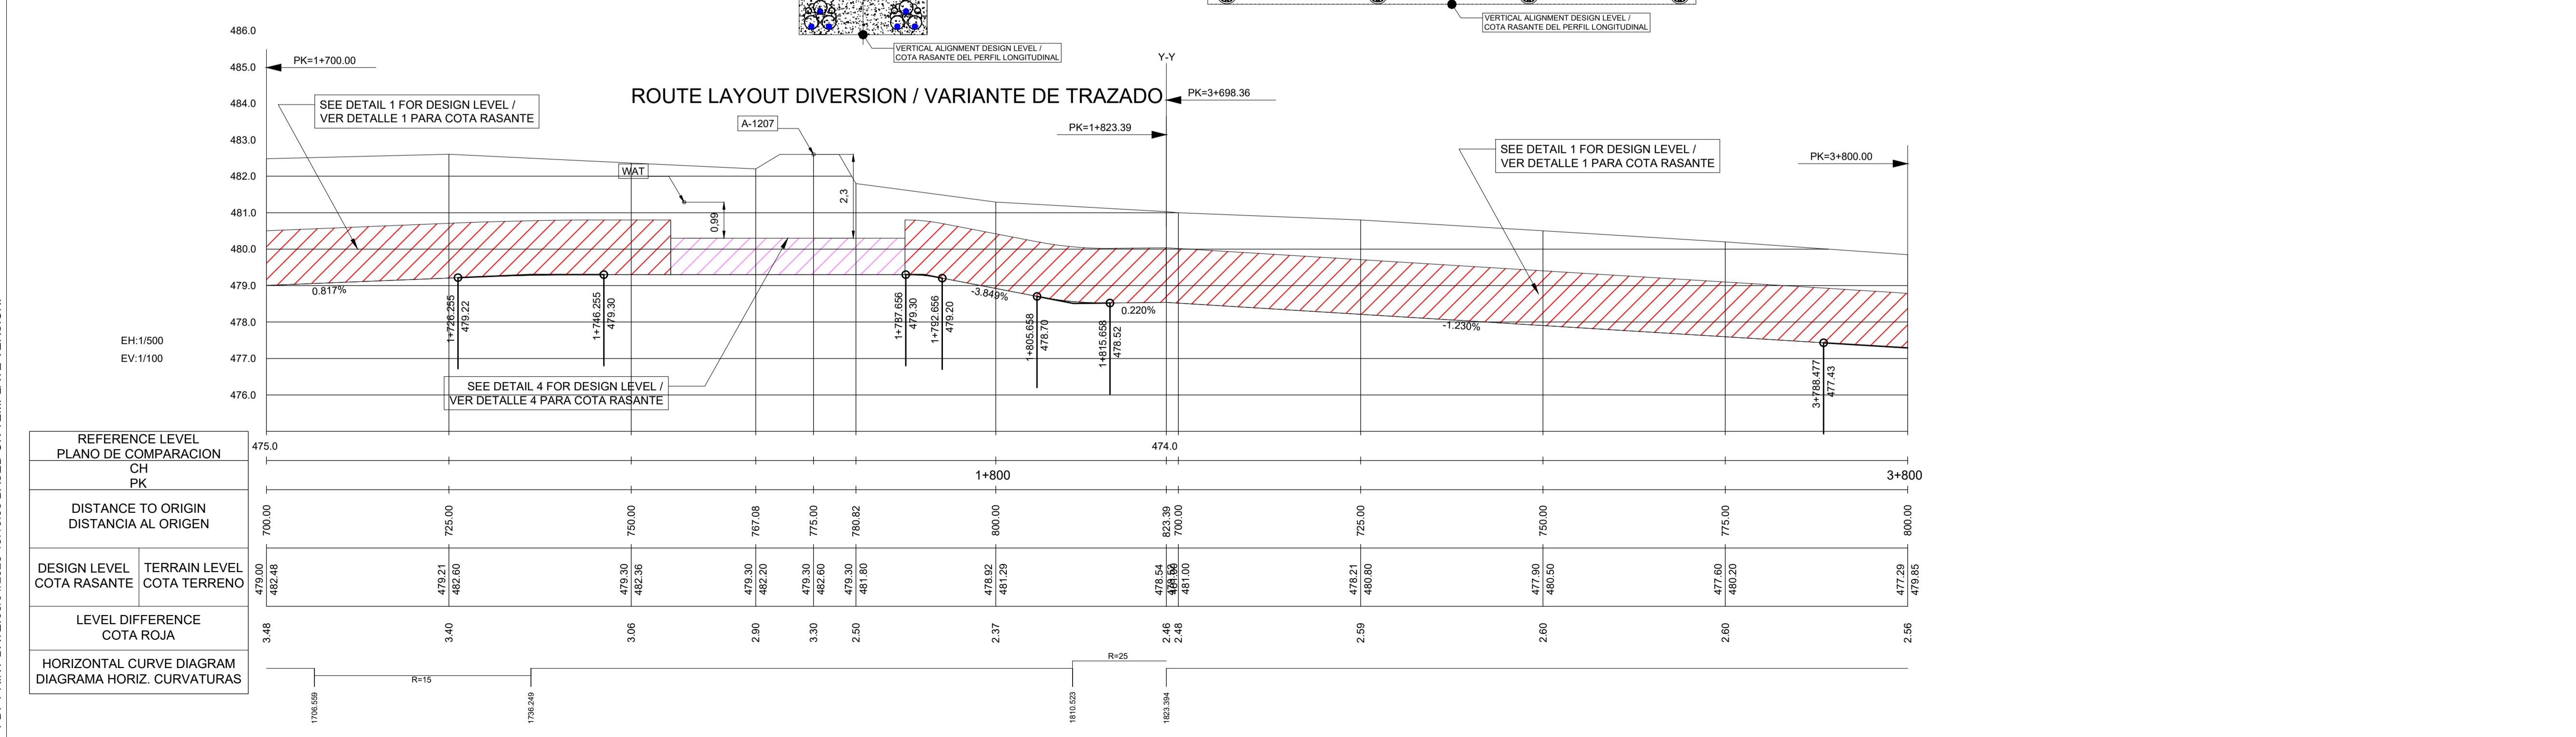 VERTICAL ALIGNMENT DESIGN LEVEL /
COTA RASANTE DEL PERFIL LONGITUDINAL
VERTICAL ALIGNMENT DESIGN LEVEL /
COTA RASANTE DEL PERFIL LONGITUDINAL
486.0
485.0
484.0
483.0
482.0
481.0
480.0
479.0
478.0
477.0
476.0
EH:1/500
EV:1/100
PK=1+700.00
SEE DETAIL 1 FOR DESIGN LEVEL /
VER DETALLE 1 PARA COTA RASANTE
ROUTE LAYOUT DIVERSION / VARIANTE DE TRAZADO
Y-Y
PK=3+698.36
PK=1+823.39
A-1207
WAT
0,99
2,3
SEE DETAIL 1 FOR DESIGN LEVEL /
VER DETALLE 1 PARA COTA RASANTE
PK=3+800.00
0.817%
1+726.255
479.22
1+746.255
479.30
1+787.656
479.30
1+792.656
479.20
-3.849%
1+805.658
478.70
1+815.658
478.52
0.220%
-1.230%
3+788.477
477.43
SEE DETAIL 4 FOR DESIGN LEVEL /
VER DETALLE 4 PARA COTA RASANTE
REFERENCE LEVEL
PLANO DE COMPARACION
475.0
474.0
CH
PK
1+800
3+800
DISTANCE TO ORIGIN
DISTANCIA AL ORIGEN
700.00
725.00
750.00
767.08
775.00
780.82
800.00
823.39
700.00
725.00
750.00
775.00
800.00
DESIGN LEVEL
COTA RASANTE
TERRAIN LEVEL
COTA TERRENO
479.00
482.48
479.21
482.60
479.30
482.36
479.30
482.20
479.30
482.60
479.30
481.80
478.92
481.29
478.54
481.00
478.21
480.80
477.90
480.50
477.60
480.20
477.29
479.85
LEVEL DIFFERENCE
COTA ROJA
3.48
3.40
3.06
2.90
3.30
2.50
2.37
2.46
2.48
2.59
2.60
2.60
2.56
HORIZONTAL CURVE DIAGRAM
DIAGRAMA HORIZ. CURVATURAS
R=15
R=25
1706.559
1736.249
1810.523
1823.394